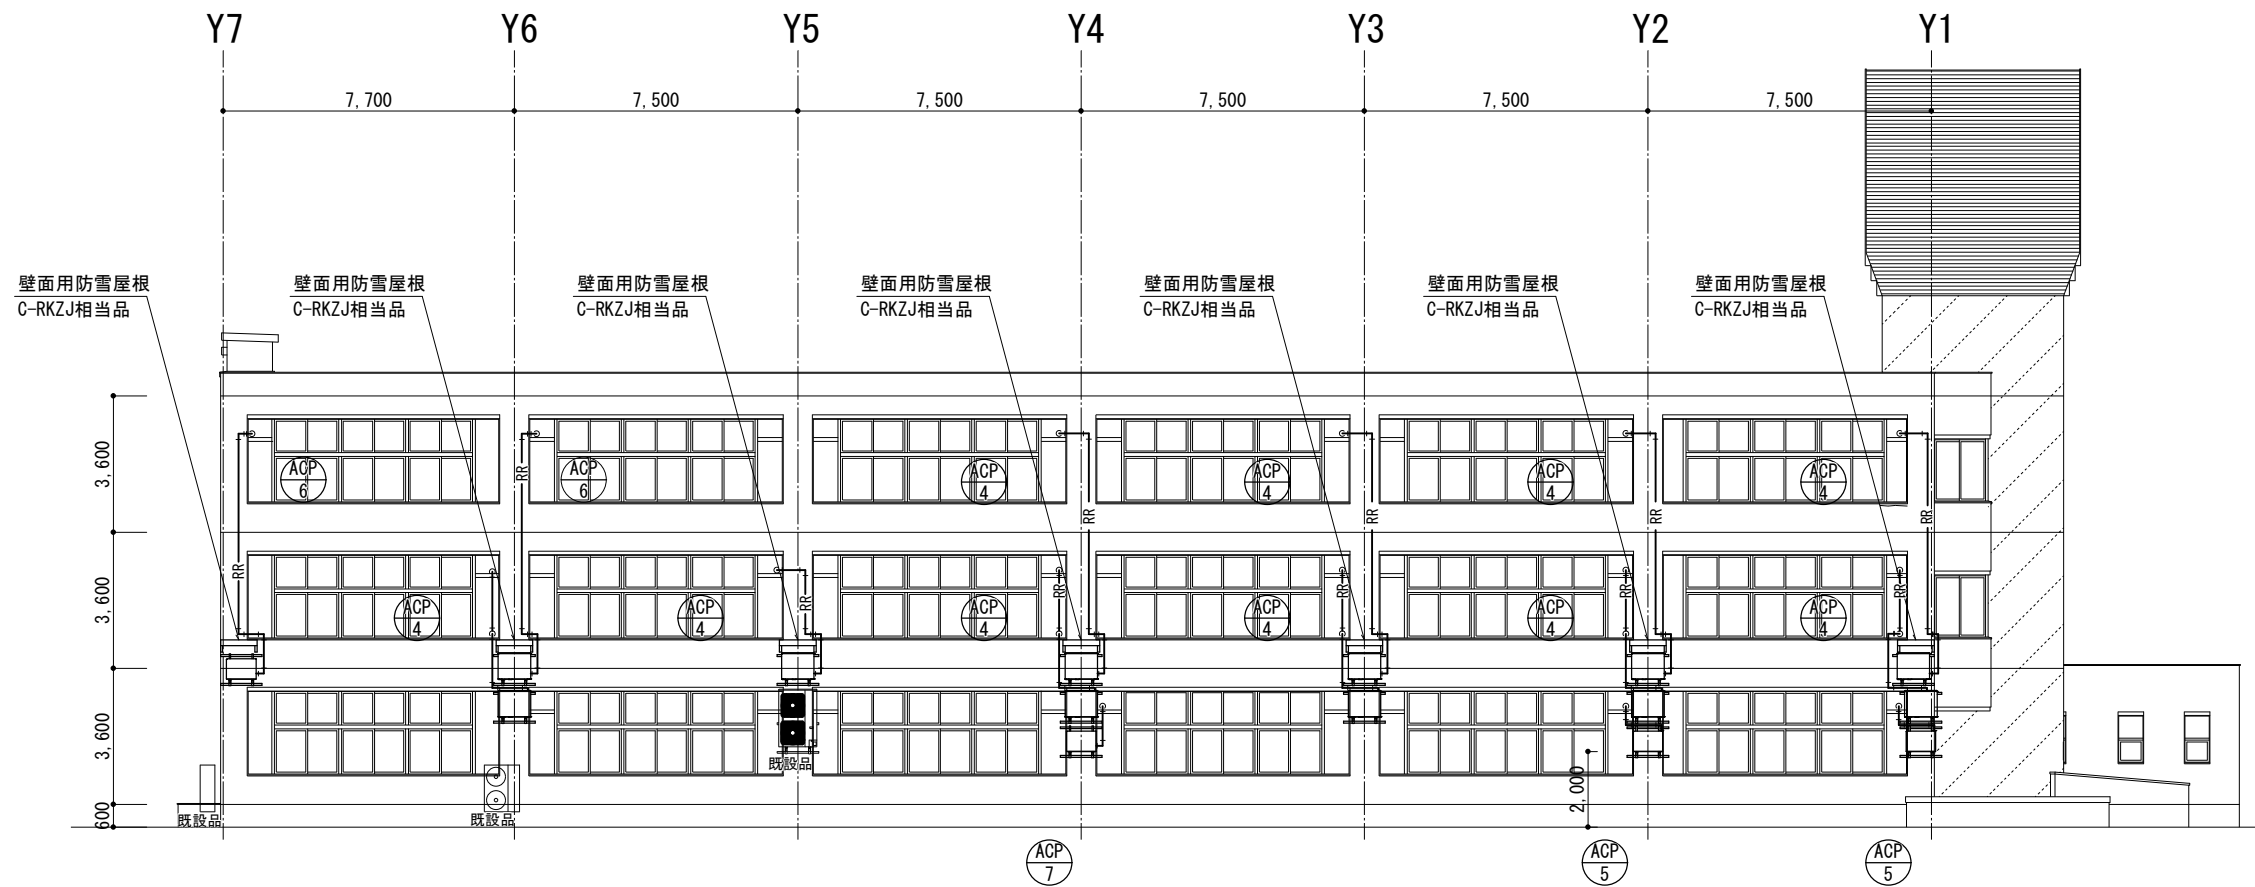 Y7
Y6
Y5
Y4
Y3
Y2
Y1
7,700
7,500
7,500
7,500
7,500
7,500
壁面用防雪屋根
C-RKZJ相当品
壁面用防雪屋根
C-RKZJ相当品
壁面用防雪屋根
C-RKZJ相当品
壁面用防雪屋根
C-RKZJ相当品
壁面用防雪屋根
C-RKZJ相当品
壁面用防雪屋根
C-RKZJ相当品
壁面用防雪屋根
C-RKZJ相当品
3,600
ACP
6
RR
ACP
6
ACP
4
RR
ACP
4
RR
ACP
4
RR
ACP
4
RR
3,600
RR
ACP
4
ACP
4
RR
ACP
4
RR
ACP
4
RR
ACP
4
RR
ACP
4
RR
3,600
既設品
2,000
600
既設品
既設品
ACP
7
ACP
5
ACP
5